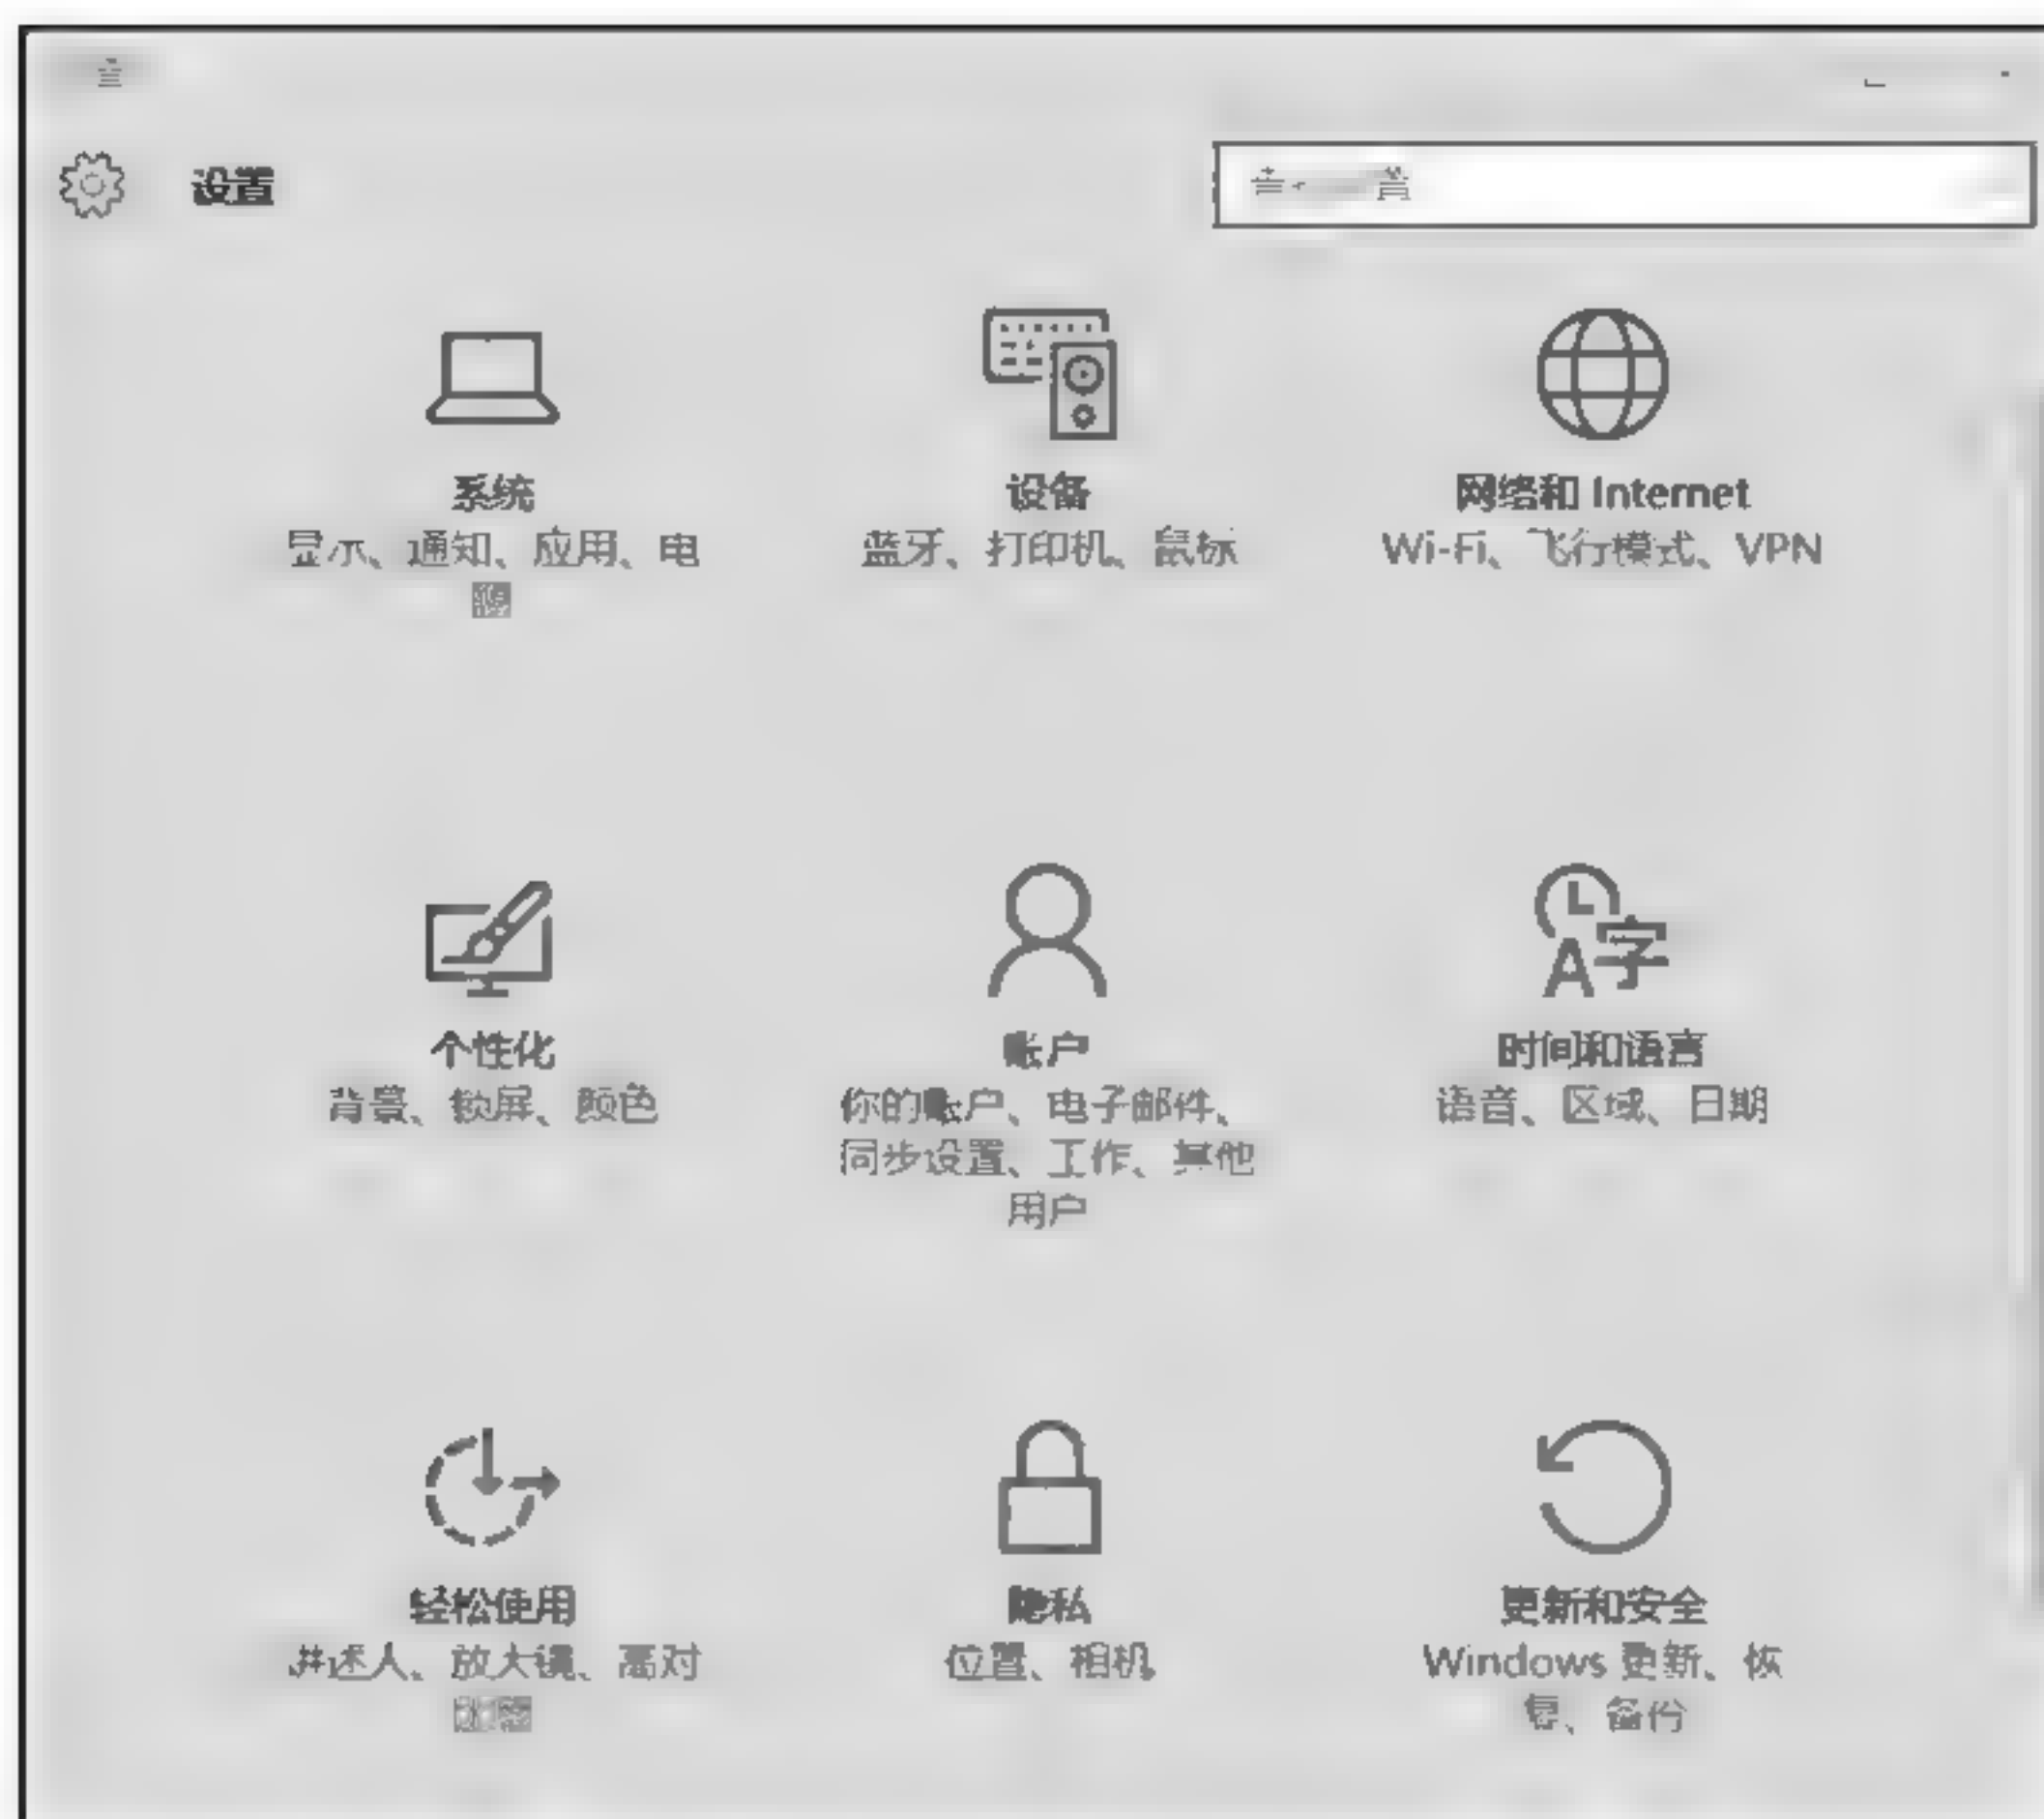 设置
系统
显示、通知、应用、电
设备
蓝牙、打印机、鼠标
网络和 Internet
Wi-Fi、飞行模式、VPN
个性化
背景、锁屏、颜色
账户
你的账户、电子邮件、
同步设置、工作、其他
用户
时间和语言
语音、区域、日期
轻松使用
讲述人、放大镜、高对
隐私
位置、相机
更新和安全
Windows 更新、恢
复、备份